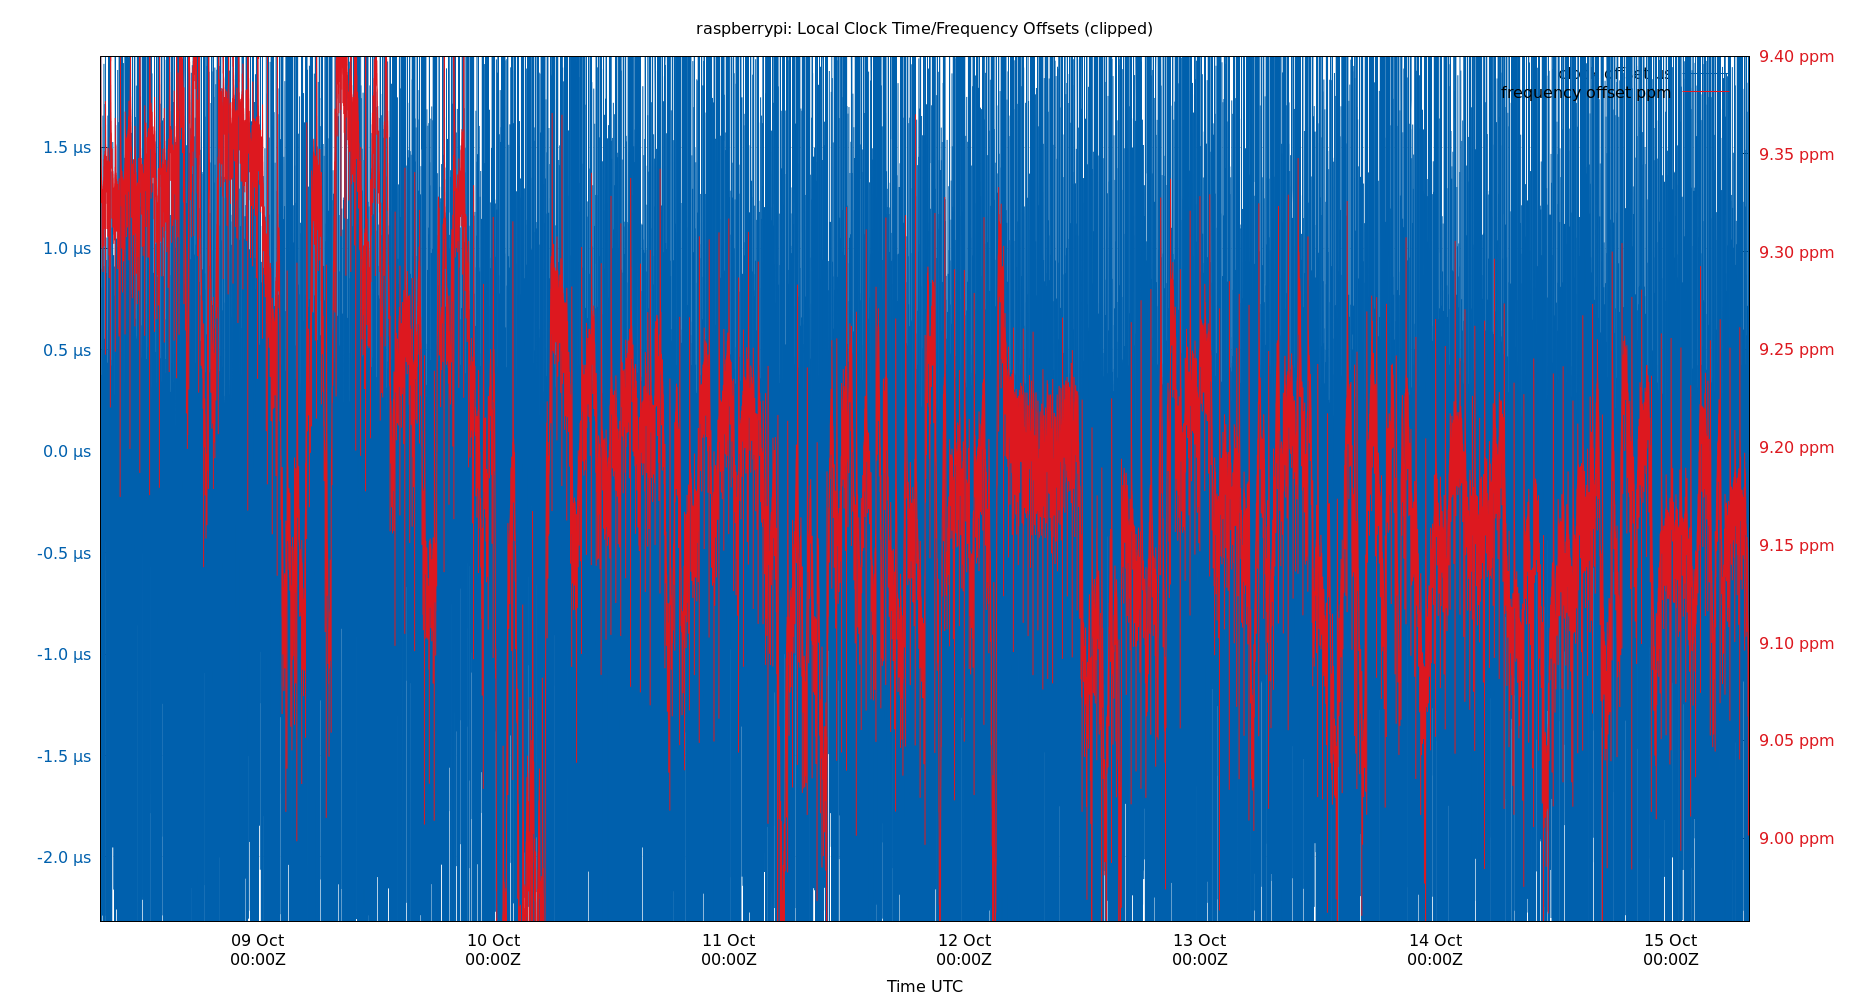 raspberrypi: Local Clock Time/Frequency Offsets (clipped)
9.40 ppm
clock offset µs
frequency offset ppm
1.5 µs
9.35 ppm
1.0 µs
9.30 ppm
0.5 µs
9.25 ppm
0.0 µs
9.20 ppm
-0.5 µs
9.15 ppm
-1.0 µs
9.10 ppm
-1.5 µs
9.05 ppm
-2.0 µs
9.00 ppm
09 Oct 10 Oct 11 Oct 12 Oct 13 Oct 14 Oct 15 Oct
00:00Z 00:00Z 00:00Z 00:00Z 00:00Z 00:00Z 00:00Z
Time UTC